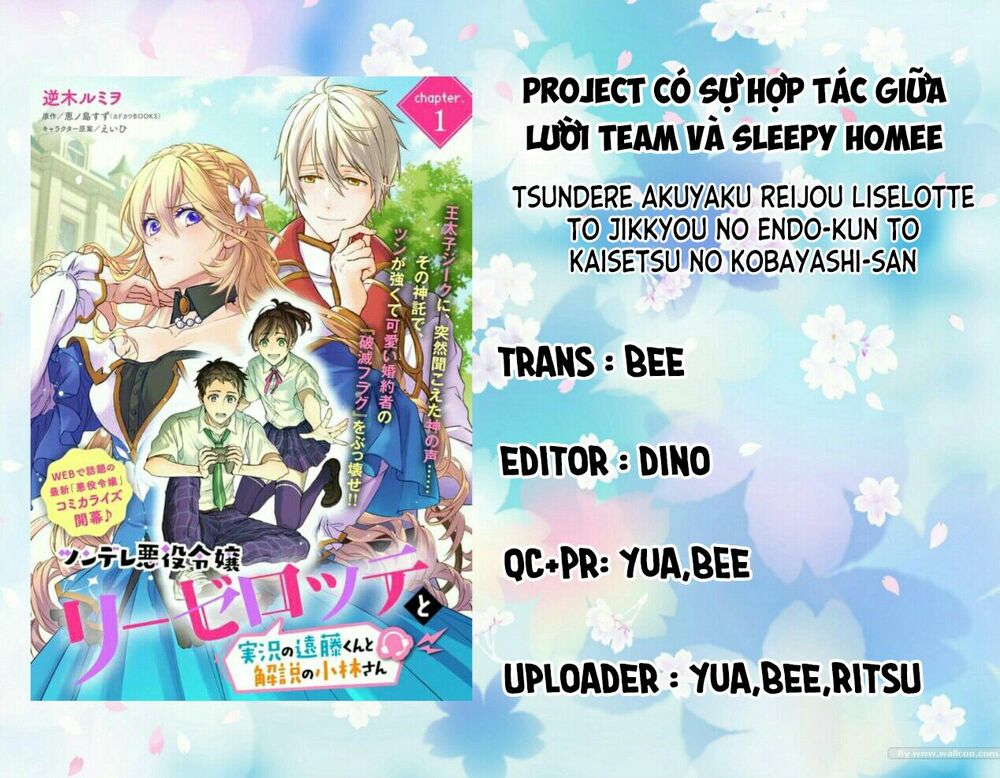 逆木ルミヲ
原作／恵ノ島すず（カドカワBOOKS）
キャラクター原案／えいひ
chapter.
1
王太子ジークに、突然聞こえた神の声……
その神託で、
ツンが強くて可愛い婚約者の
「破滅フラグ」をぶっ壊せ!!
WEBで話題の
最新「悪役令嬢」
コミカライズ
開幕♪
ツンデレ悪役令嬢
リーゼロッテと
実況の遠藤くんと
解説の小林さん
PROJECT CÓ SỰ HỢP TÁC GIỮA
LƯỜI TEAM VÀ SLEEPY HOMEE
TSUNDERE AKUYAKU REIJOU LISELOTTE
TO JIKKYOU NO ENDO-KUN TO
KAISETSU NO KOBAYASHI-SAN
TRANS : BEE
EDITOR : DINO
QC+PR: YUA,BEE
UPLOADER : YUA,BEE,RITSU
By www.wallcoo.com